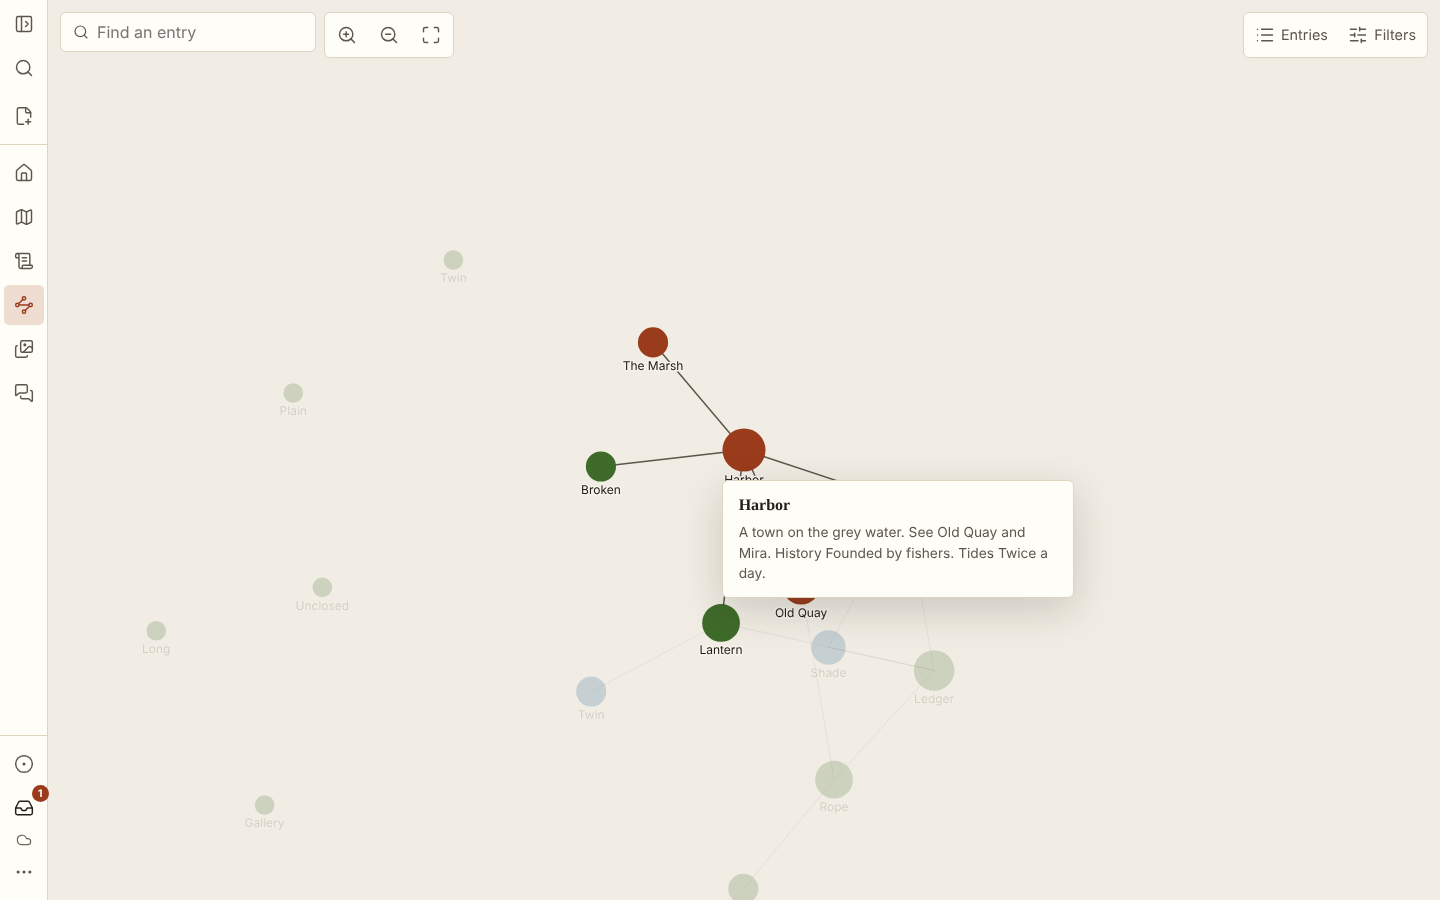 Find an entry
Entries
Filters
Twin
The Marsh
Plain
Harbor
Broken
Harbor
A town on the grey water. See Old Quay and
Mira. History Founded by fishers. Tides Twice a
day.
Unclosed
Old Quay
Long
Lantern
Shade
Ledger
Twin
1
Rope
Gallery